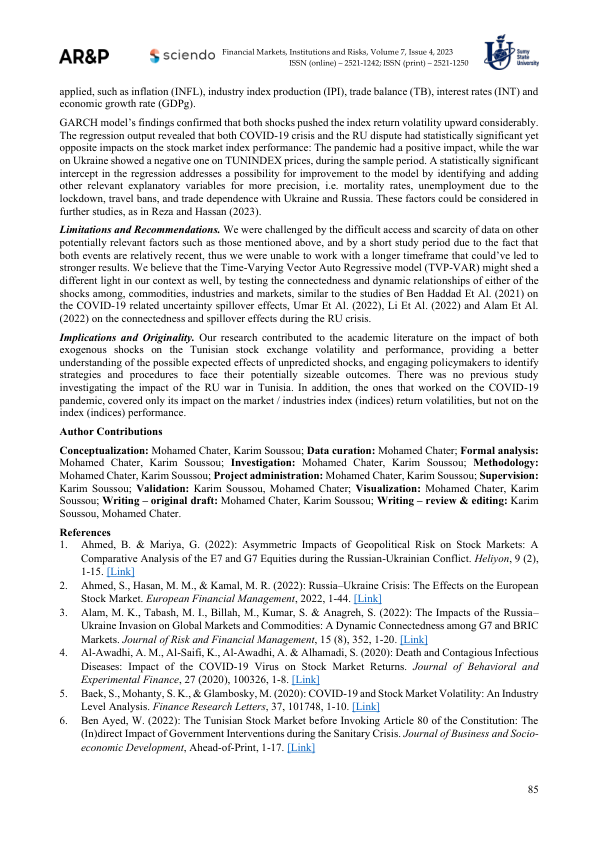 AR&P
sciendo
Financial Markets, Institutions and Risks, Volume 7, Issue 4, 2023
ISSN (online) – 2521-1242; ISSN (print) – 2521-1250
Sumy
State
University
applied, such as inflation (INFL), industry index production (IPI), trade balance (TB), interest rates (INT) and
economic growth rate (GDPg).
GARCH model's findings confirmed that both shocks pushed the index return volatility upward considerably.
The regression output revealed that both COVID-19 crisis and the RU dispute had statistically significant yet
opposite impacts on the stock market index performance: The pandemic had a positive impact, while the war
on Ukraine showed a negative one on TUNINDEX prices, during the sample period. A statistically significant
intercept in the regression addresses a possibility for improvement to the model by identifying and adding
other relevant explanatory variables for more precision, i.e. mortality rates, unemployment due to the
lockdown, travel bans, and trade dependence with Ukraine and Russia. These factors could be considered in
further studies, as in Reza and Hassan (2023).
Limitations and Recommendations. We were challenged by the difficult access and scarcity of data on other
potentially relevant factors such as those mentioned above, and by a short study period due to the fact that
both events are relatively recent, thus we were unable to work with a longer timeframe that could've led to
stronger results. We believe that the Time-Varying Vector Auto Regressive model (TVP-VAR) might shed a
different light in our context as well, by testing the connectedness and dynamic relationships of either of the
shocks among, commodities, industries and markets, similar to the studies of Ben Haddad Et al. (2021) on
the COVID-19 related uncertainty spillover effects, Umar Et al. (2022), Li Et al. (2022) and Alam Et al.
(2022) on the connectedness and spillover effects during the RU crisis.
Implications and Originality. Our research contributed to the academic literature on the impact of both
exogenous shocks on the Tunisian stock exchange volatility and performance, providing a better
understanding of the possible expected effects of unpredicted shocks, and engaging policymakers to identify
strategies and procedures to face their potentially sizeable outcomes. There was no previous study
investigating the impact of the RU war in Tunisia. In addition, the ones that worked on the COVID-19
pandemic, covered only its impact on the market / industries index (indices) return volatilities, but not on the
index (indices) performance.
Author Contributions
Conceptualization: Mohamed Chater, Karim Soussou; Data curation: Mohamed Chater; Formal analysis:
Mohamed Chater, Karim Soussou; Investigation: Mohamed Chater, Karim Soussou; Methodology:
Mohamed Chater, Karim Soussou; Project administration: Mohamed Chater, Karim Soussou; Supervision:
Karim Soussou; Validation: Karim Soussou, Mohamed Chater; Visualization: Mohamed Chater, Karim
Soussou; Writing – original draft: Mohamed Chater, Karim Soussou; Writing – review & editing: Karim
Soussou, Mohamed Chater.
References
1. Ahmed, B. & Mariya, G. (2022): Asymmetric Impacts of Geopolitical Risk on Stock Markets: A
Comparative Analysis of the E7 and G7 Equities during the Russian-Ukrainian Conflict. Heliyon, 9 (2),
1-15. [Link]
2. Ahmed, S., Hasan, M. M., & Kamal, M. R. (2022): Russia–Ukraine Crisis: The Effects on the European
Stock Market. European Financial Management, 2022, 1-44. [Link]
3. Alam, M. K., Tabash, M. I., Billah, M., Kumar, S. & Anagreh, S. (2022): The Impacts of the Russia–
Ukraine Invasion on Global Markets and Commodities: A Dynamic Connectedness among G7 and BRIC
Markets. Journal of Risk and Financial Management, 15 (8), 352, 1-20. [Link]
4. Al-Awadhi, A. M., Al-Saifi, K., Al-Awadhi, A. & Alhamadi, S. (2020): Death and Contagious Infectious
Diseases: Impact of the COVID-19 Virus on Stock Market Returns. Journal of Behavioral and
Experimental Finance, 27 (2020), 100326, 1-8. [Link]
5. Baek, S., Mohanty, S. K., & Glambosky, M. (2020): COVID-19 and Stock Market Volatility: An Industry
Level Analysis. Finance Research Letters, 37, 101748, 1-10. [Link]
6. Ben Ayed, W. (2022): The Tunisian Stock Market before Invoking Article 80 of the Constitution: The
(In)direct Impact of Government Interventions during the Sanitary Crisis. Journal of Business and Socio-
economic Development, Ahead-of-Print, 1-17. [Link]
85